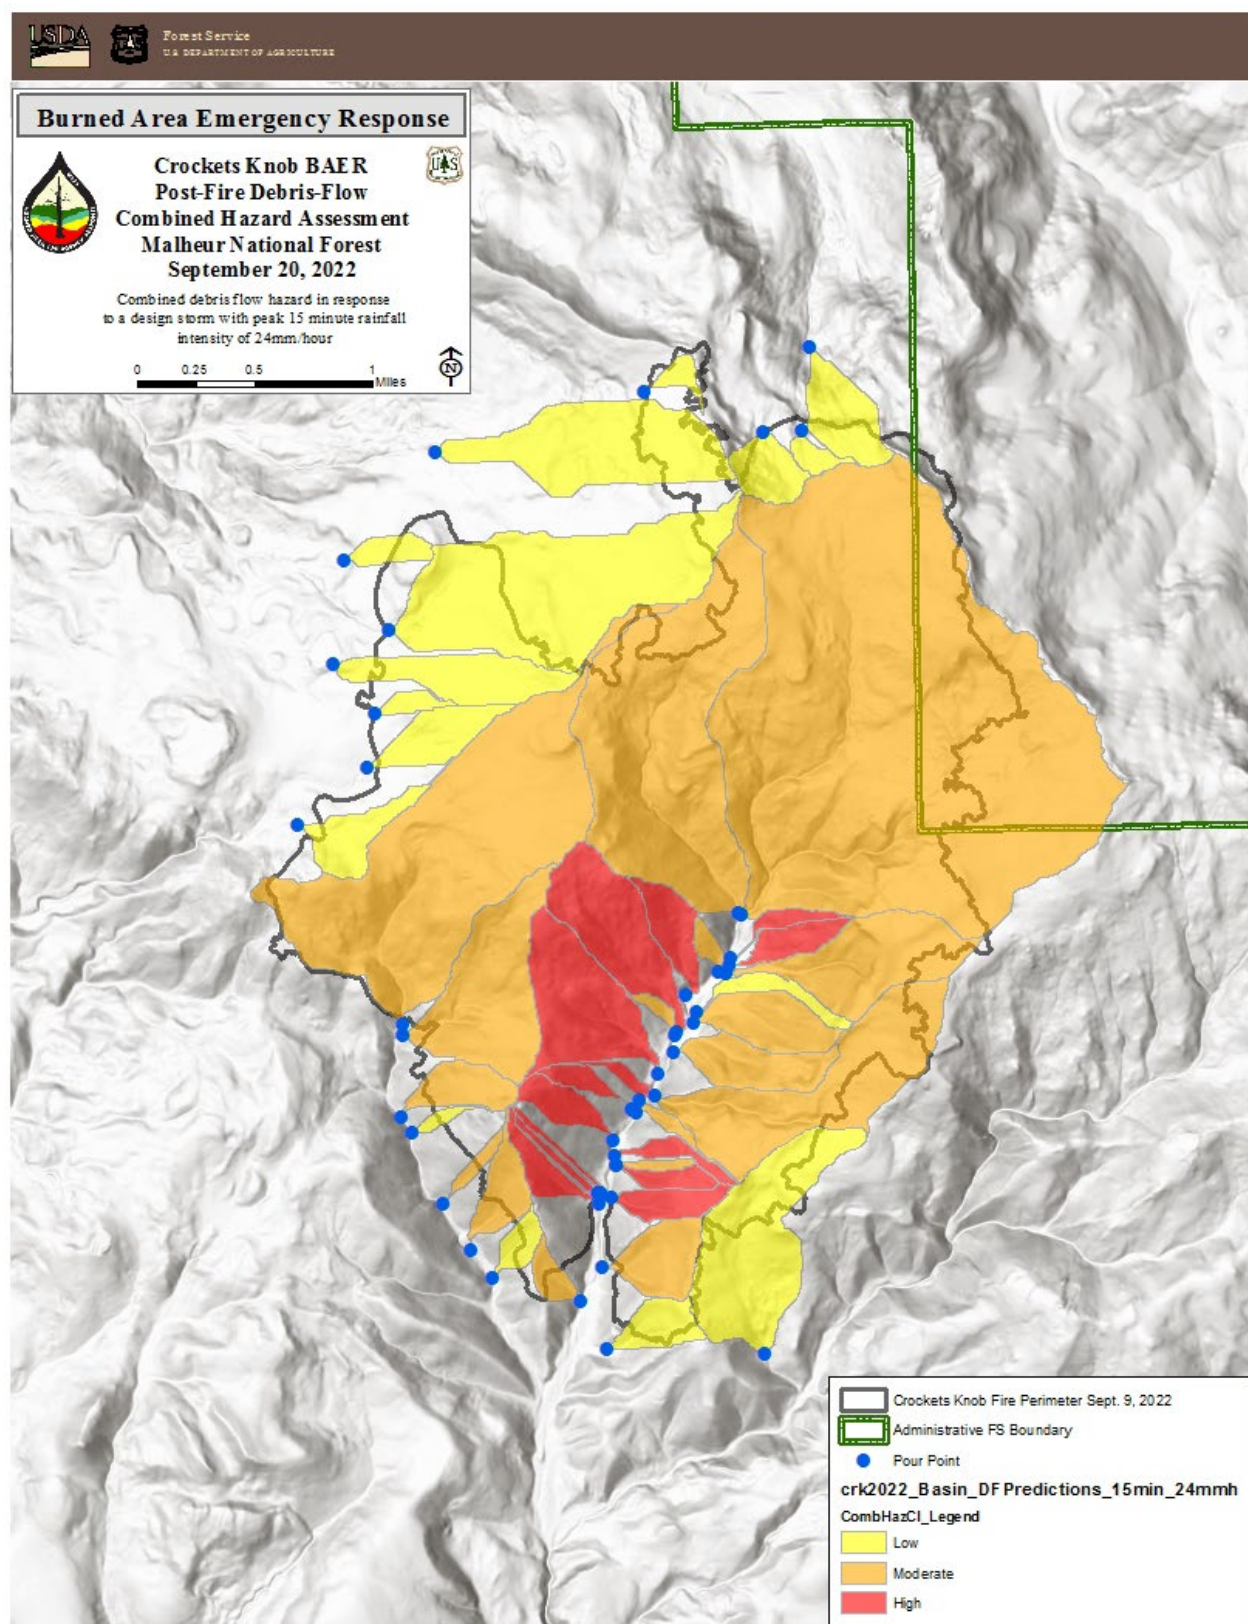 USDA
Forest Service
U.S. DEPARTMENT OF AGRICULTURE
Burned Area Emergency Response
Crockets Knob BAER
Post-Fire Debris-Flow
Combined Hazard Assessment
Malheur National Forest
September 20, 2022
U S
Combined debris flow hazard in response
to a design storm with peak 15 minute rainfall
intensity of 24mm/hour
0 0.25 0.5 1
Miles
N
Crockets Knob Fire Perimeter Sept. 9, 2022
Administrative FS Boundary
Pour Point
crk2022_Basin_DFPredictions_15min_24mmh
CombHazCl_Legend
Low
Moderate
High